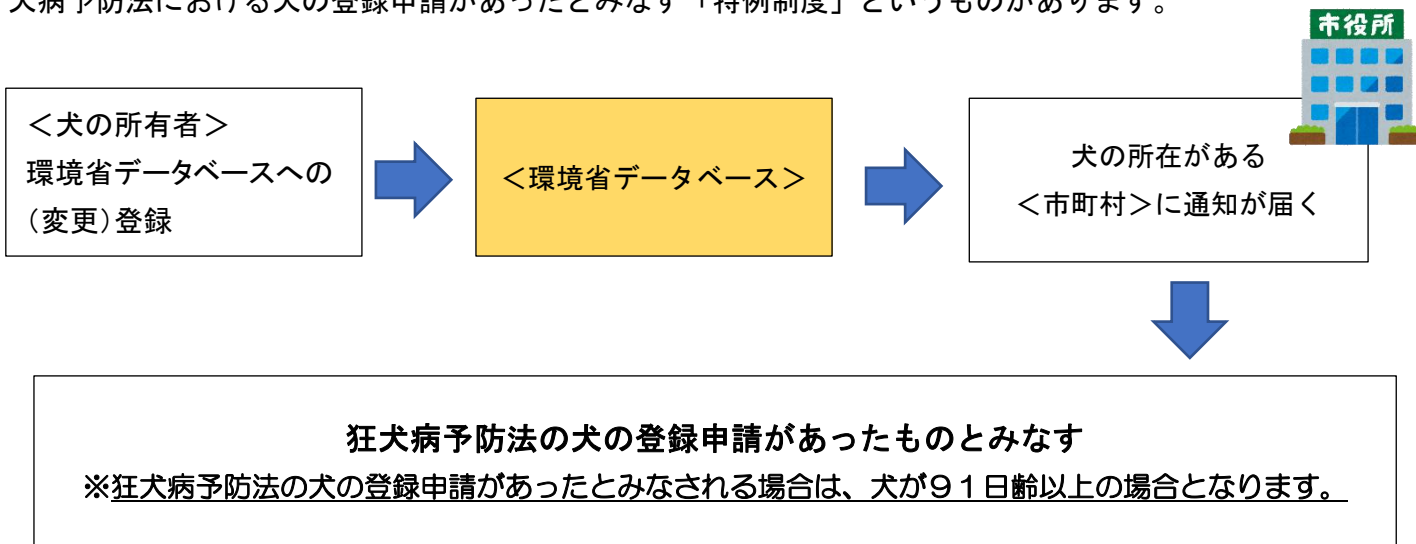 犬病予防法における犬の登録申請があったとみなす「特例制度」というものがあります。
市役所
＜犬の所有者＞
環境省データベースへの
（変更）登録
＜環境省データベース＞
犬の所在がある
＜市町村＞に通知が届く
狂犬病予防法の犬の登録申請があったものとみなす
※狂犬病予防法の犬の登録申請があったとみなされる場合は、犬が９１日齢以上の場合となります。